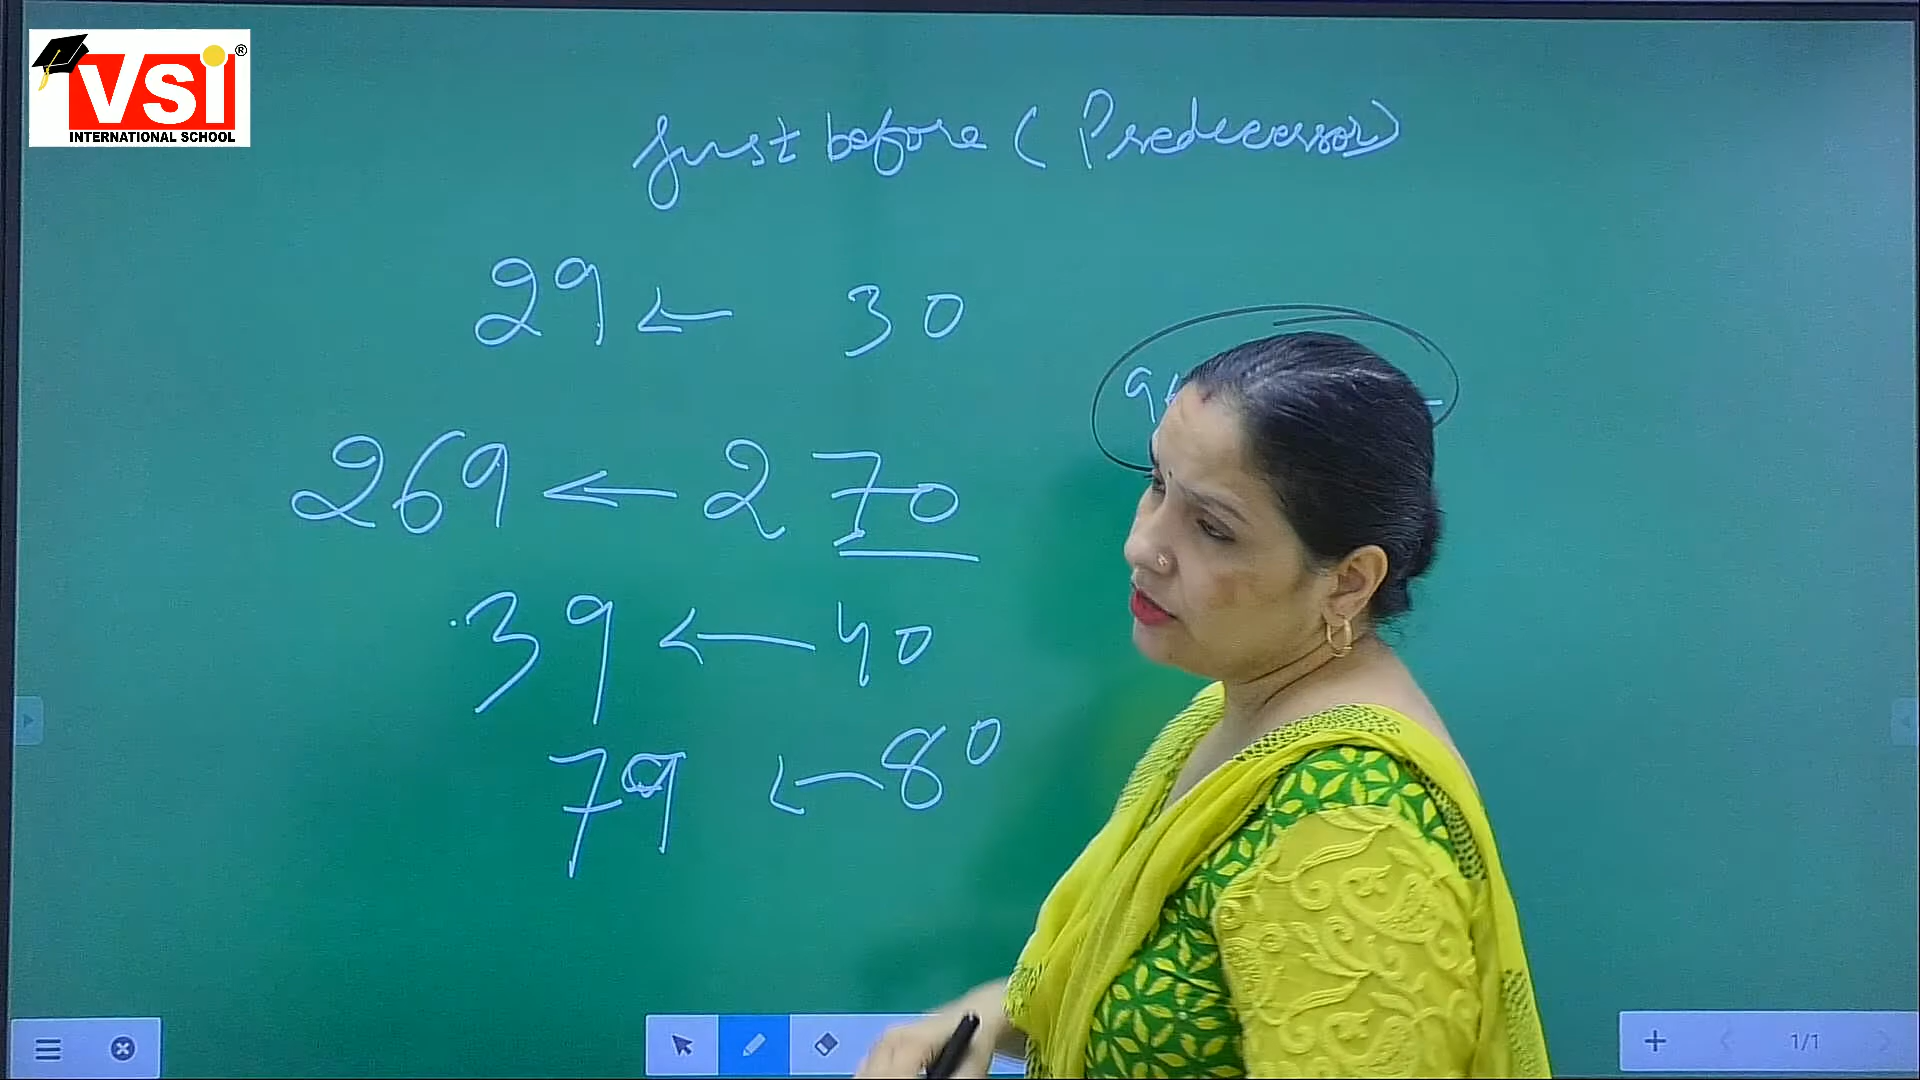 VSI ®
INTERNATIONAL SCHOOL
Just before (Predecessor)
29 ← 30
269 ← 270
39 ← 40
79 ← 80
1/1